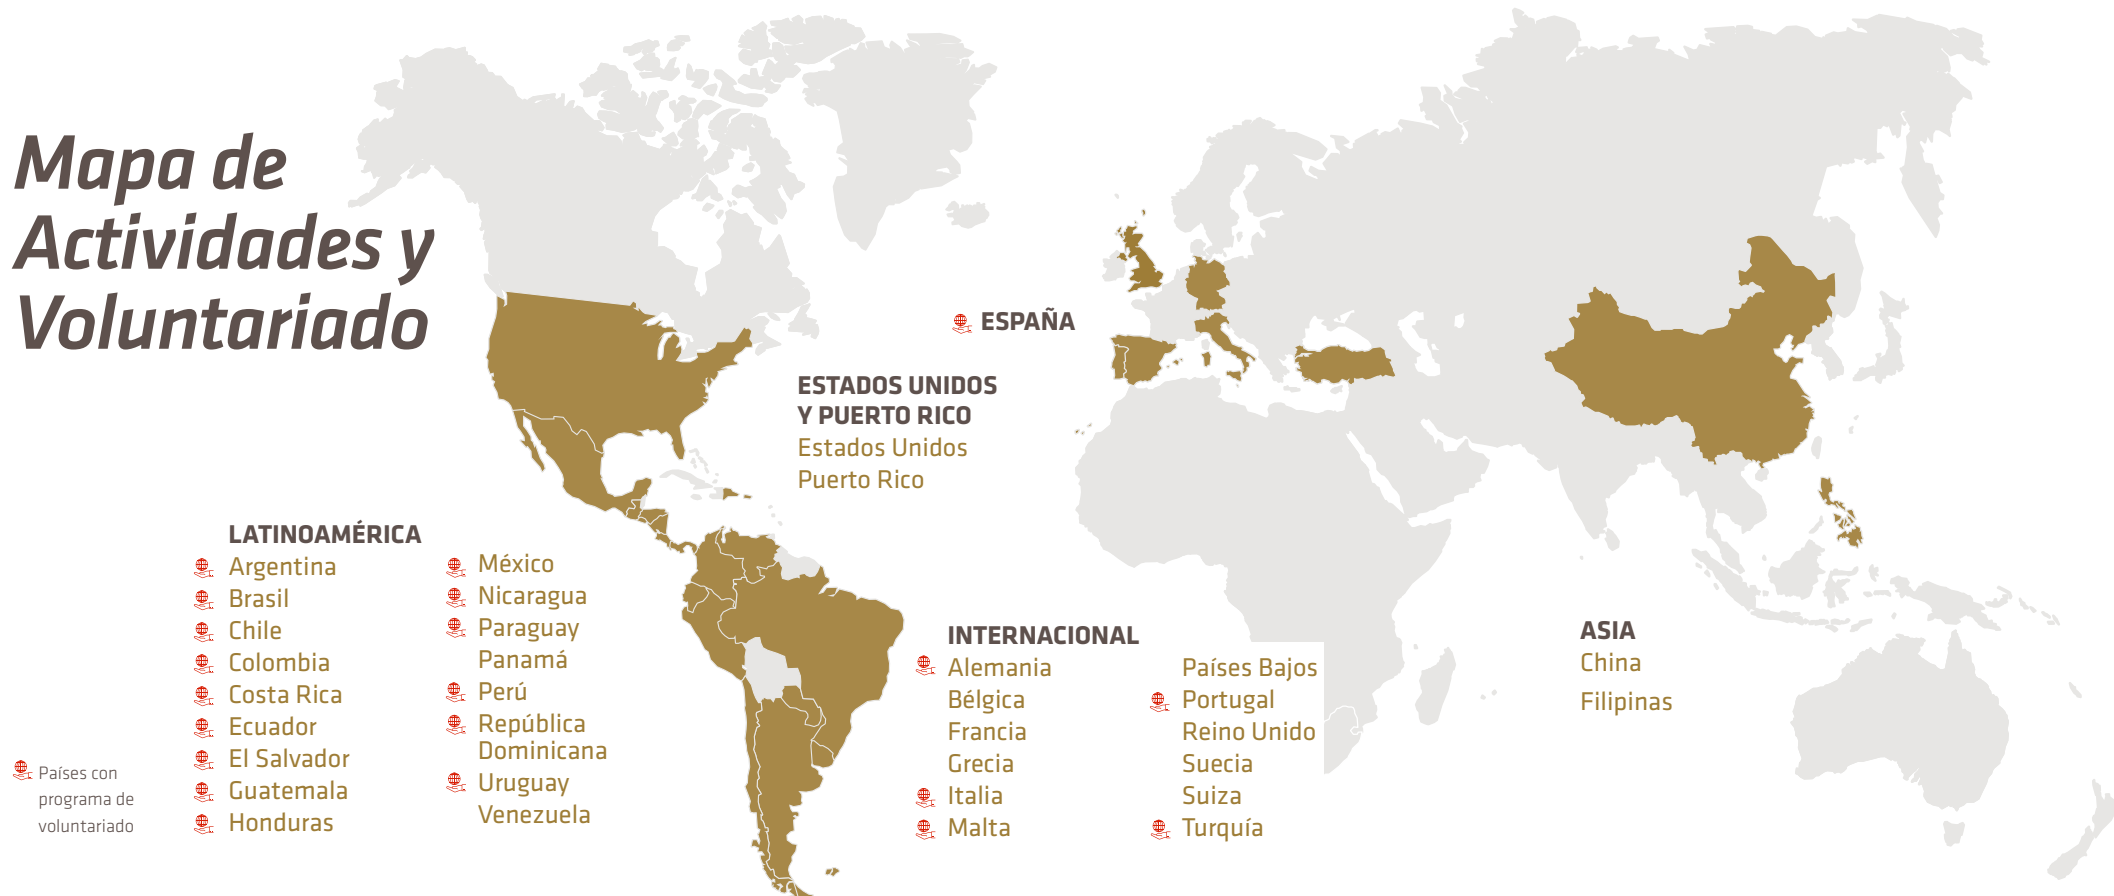 Mapa de
Actividades y
Voluntariado
ESPAÑA
ESTADOS UNIDOS
Y PUERTO RICO
Estados Unidos
Puerto Rico
LATINOAMÉRICA
Argentina
Brasil
Chile
Colombia
Costa Rica
Ecuador
El Salvador
Guatemala
Honduras
México
Nicaragua
Paraguay
Panamá
Perú
República
Dominicana
Uruguay
Venezuela
INTERNACIONAL
Alemania
Bélgica
Francia
Grecia
Italia
Malta
Países Bajos
Portugal
Reino Unido
Suecia
Suiza
Turquía
ASIA
China
Filipinas
Países con
programa de
voluntariado